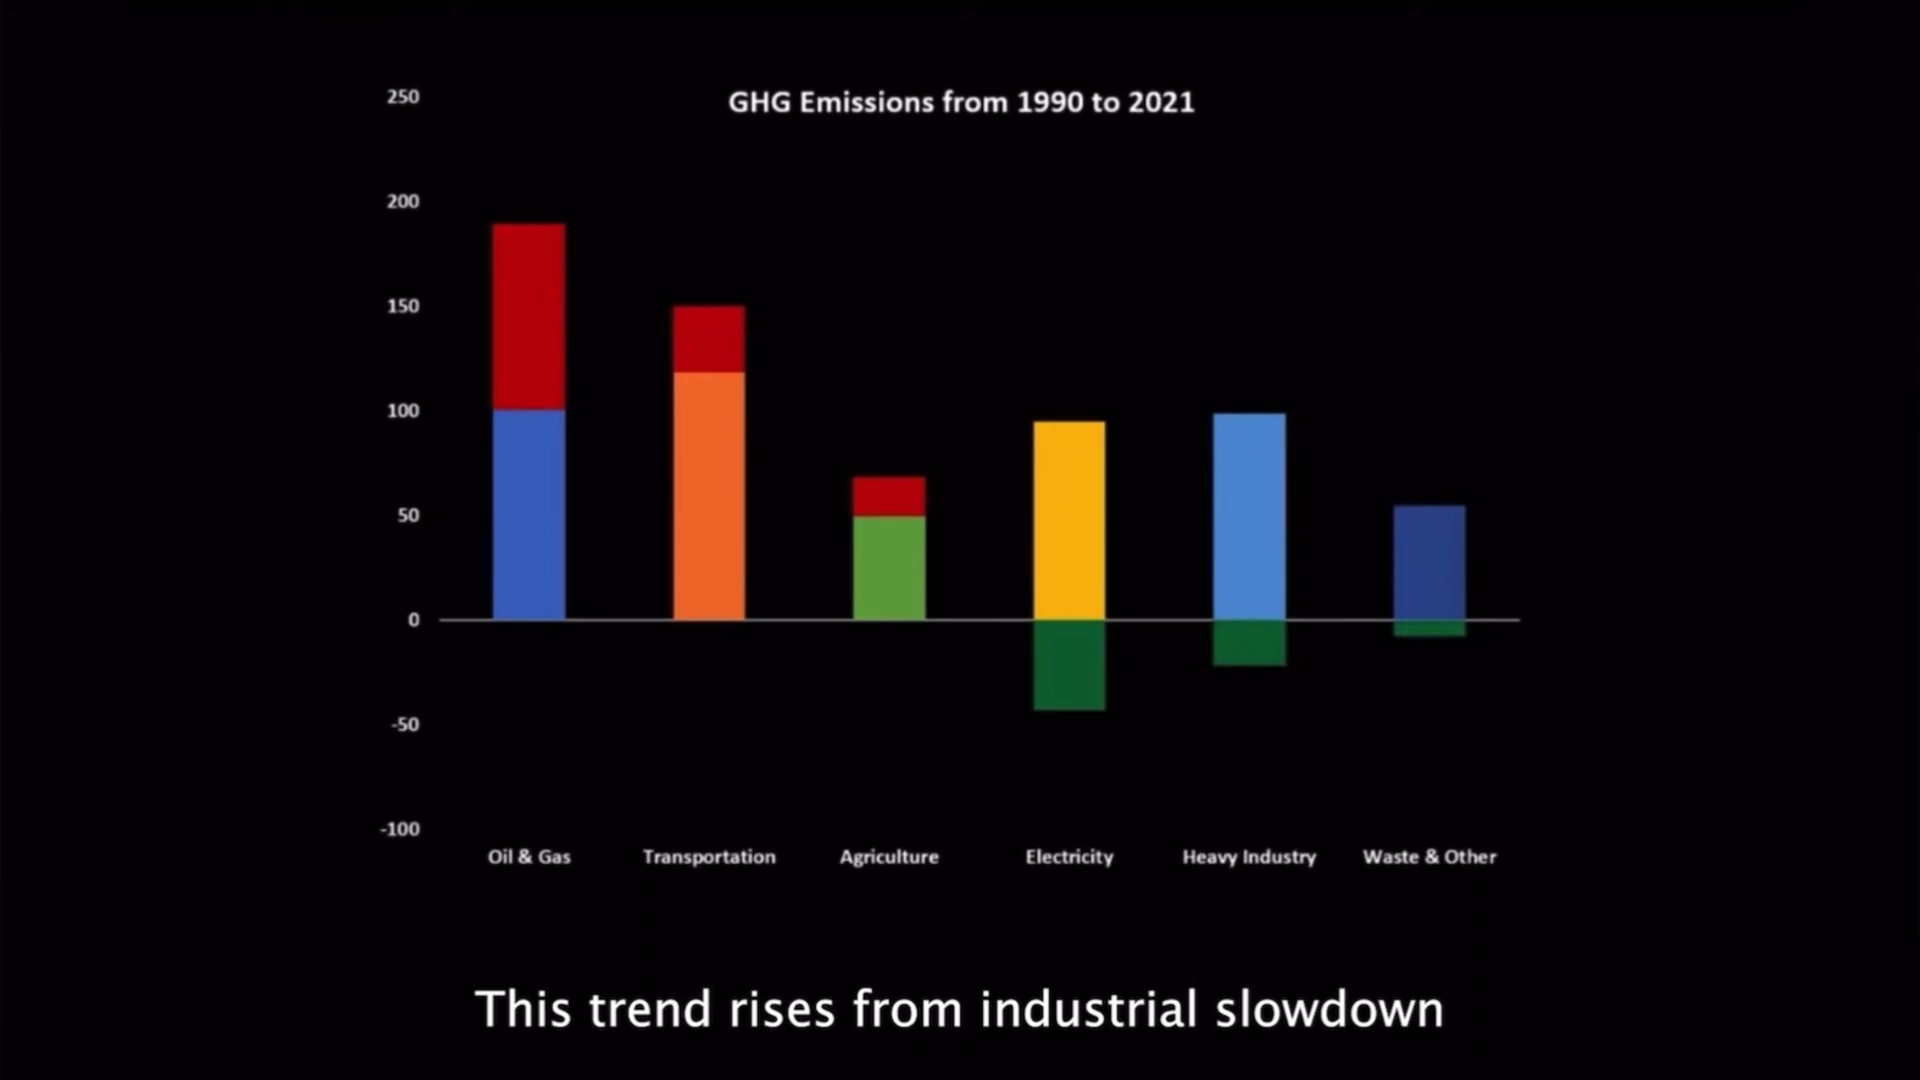 GHG Emissions from 1990 to 2021
250
200
150
100
50
0
-50
-100
Oil & Gas
Transportation
Agriculture
Electricity
Heavy Industry
Waste & Other
This trend rises from industrial slowdown